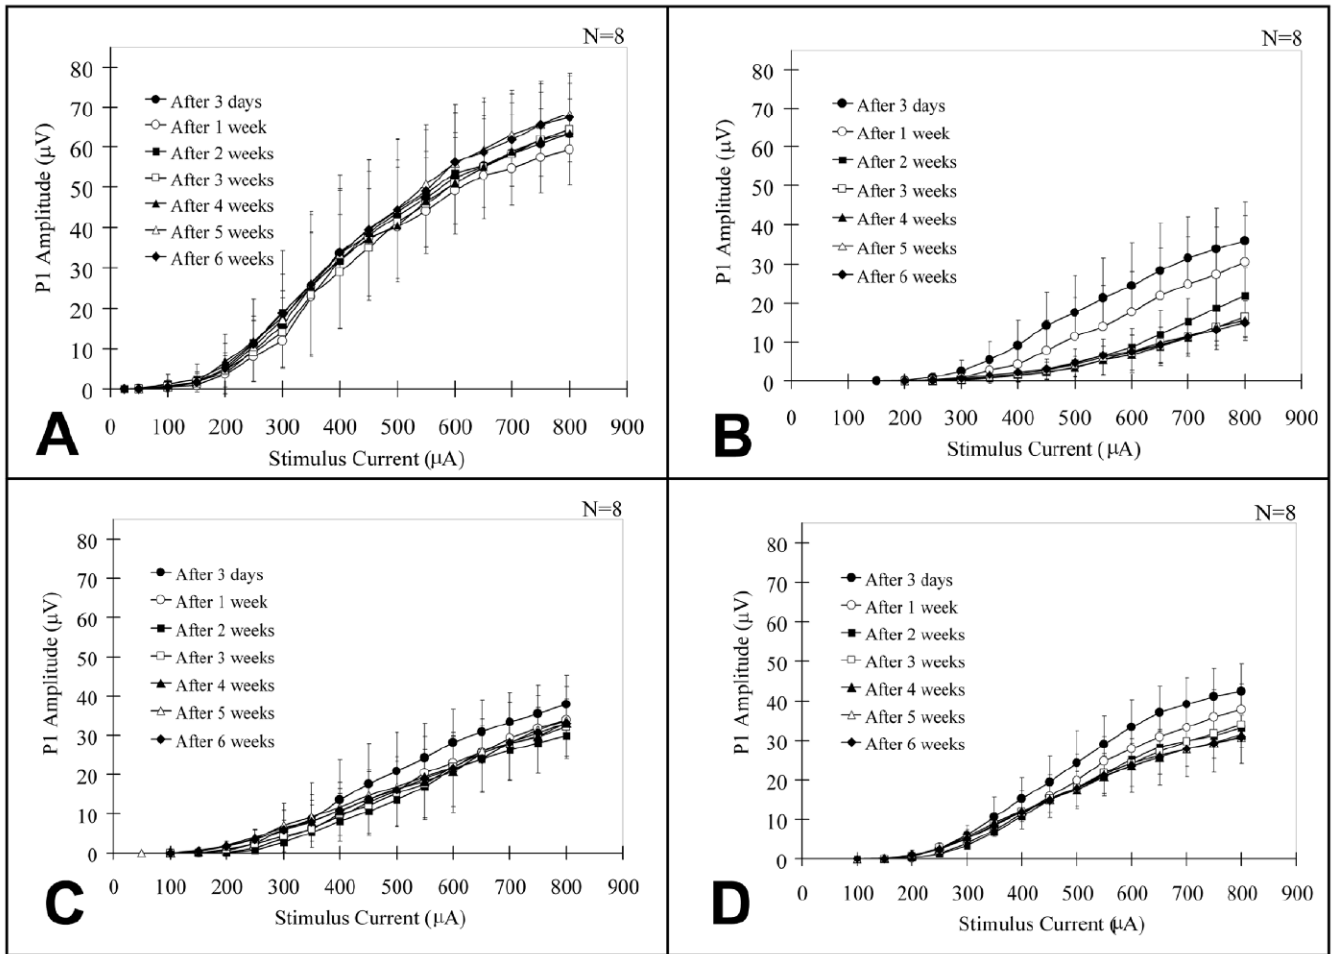 N=8
80
70
60
50
40
30
20
10
0
P1 Amplitude (μV)
After 3 days
After 1 week
After 2 weeks
After 3 weeks
After 4 weeks
After 5 weeks
After 6 weeks
0 100 200 300 400 500 600 700 800 900
Stimulus Current (μA)
A
N=8
80
70
60
50
40
30
20
10
0
P1 Amplitude (μV)
After 3 days
After 1 week
After 2 weeks
After 3 weeks
After 4 weeks
After 5 weeks
After 6 weeks
0 100 200 300 400 500 600 700 800 900
Stimulus Current (μA)
B
N=8
80
70
60
50
40
30
20
10
0
P1 Amplitude (μV)
After 3 days
After 1 week
After 2 weeks
After 3 weeks
After 4 weeks
After 5 weeks
After 6 weeks
0 100 200 300 400 500 600 700 800 900
Stimulus Current (μA)
C
N=8
80
70
60
50
40
30
20
10
0
P1 Amplitude (μV)
After 3 days
After 1 week
After 2 weeks
After 3 weeks
After 4 weeks
After 5 weeks
After 6 weeks
0 100 200 300 400 500 600 700 800 900
Stimulus Current (μA)
D